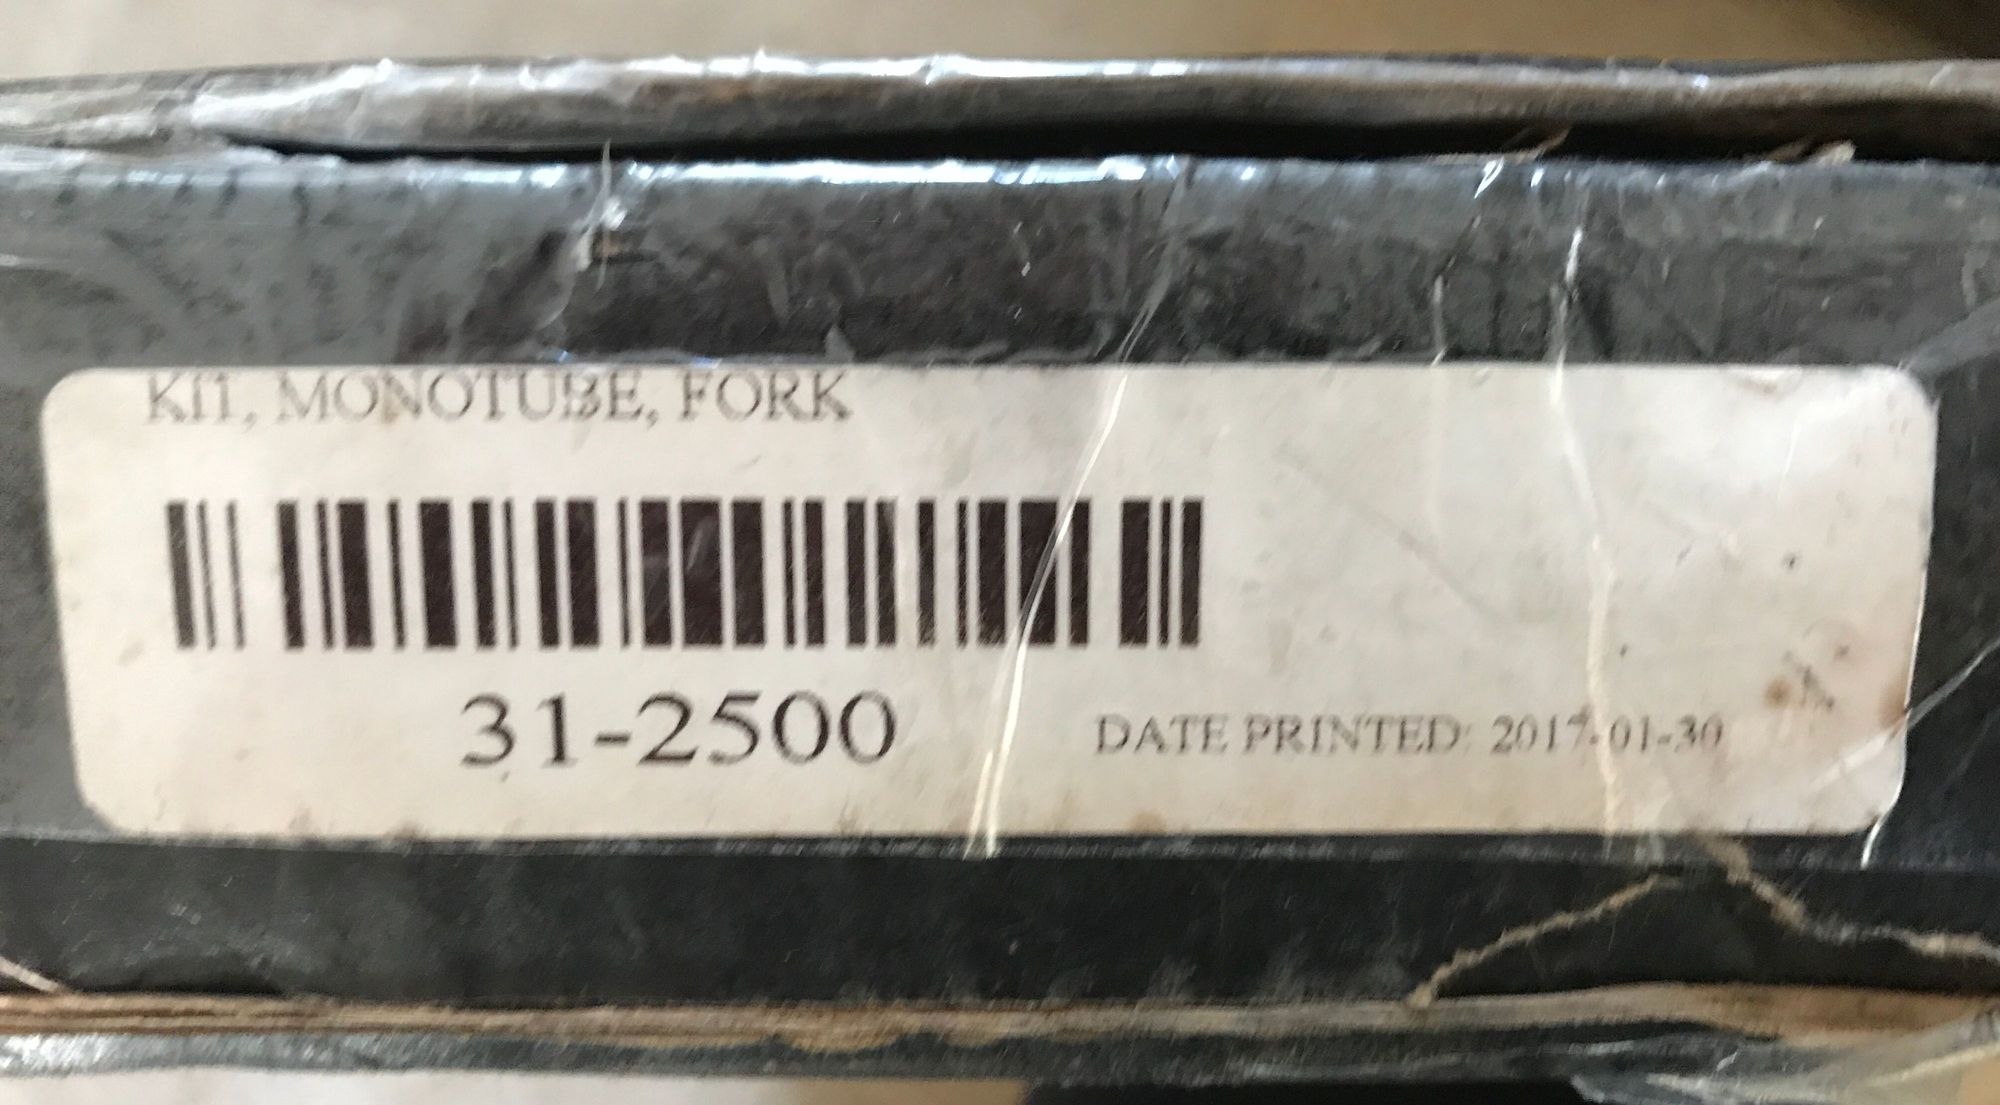 KIT, MONOTUBE, FORK
31-2500
DATE PRINTED: 2017-01-30